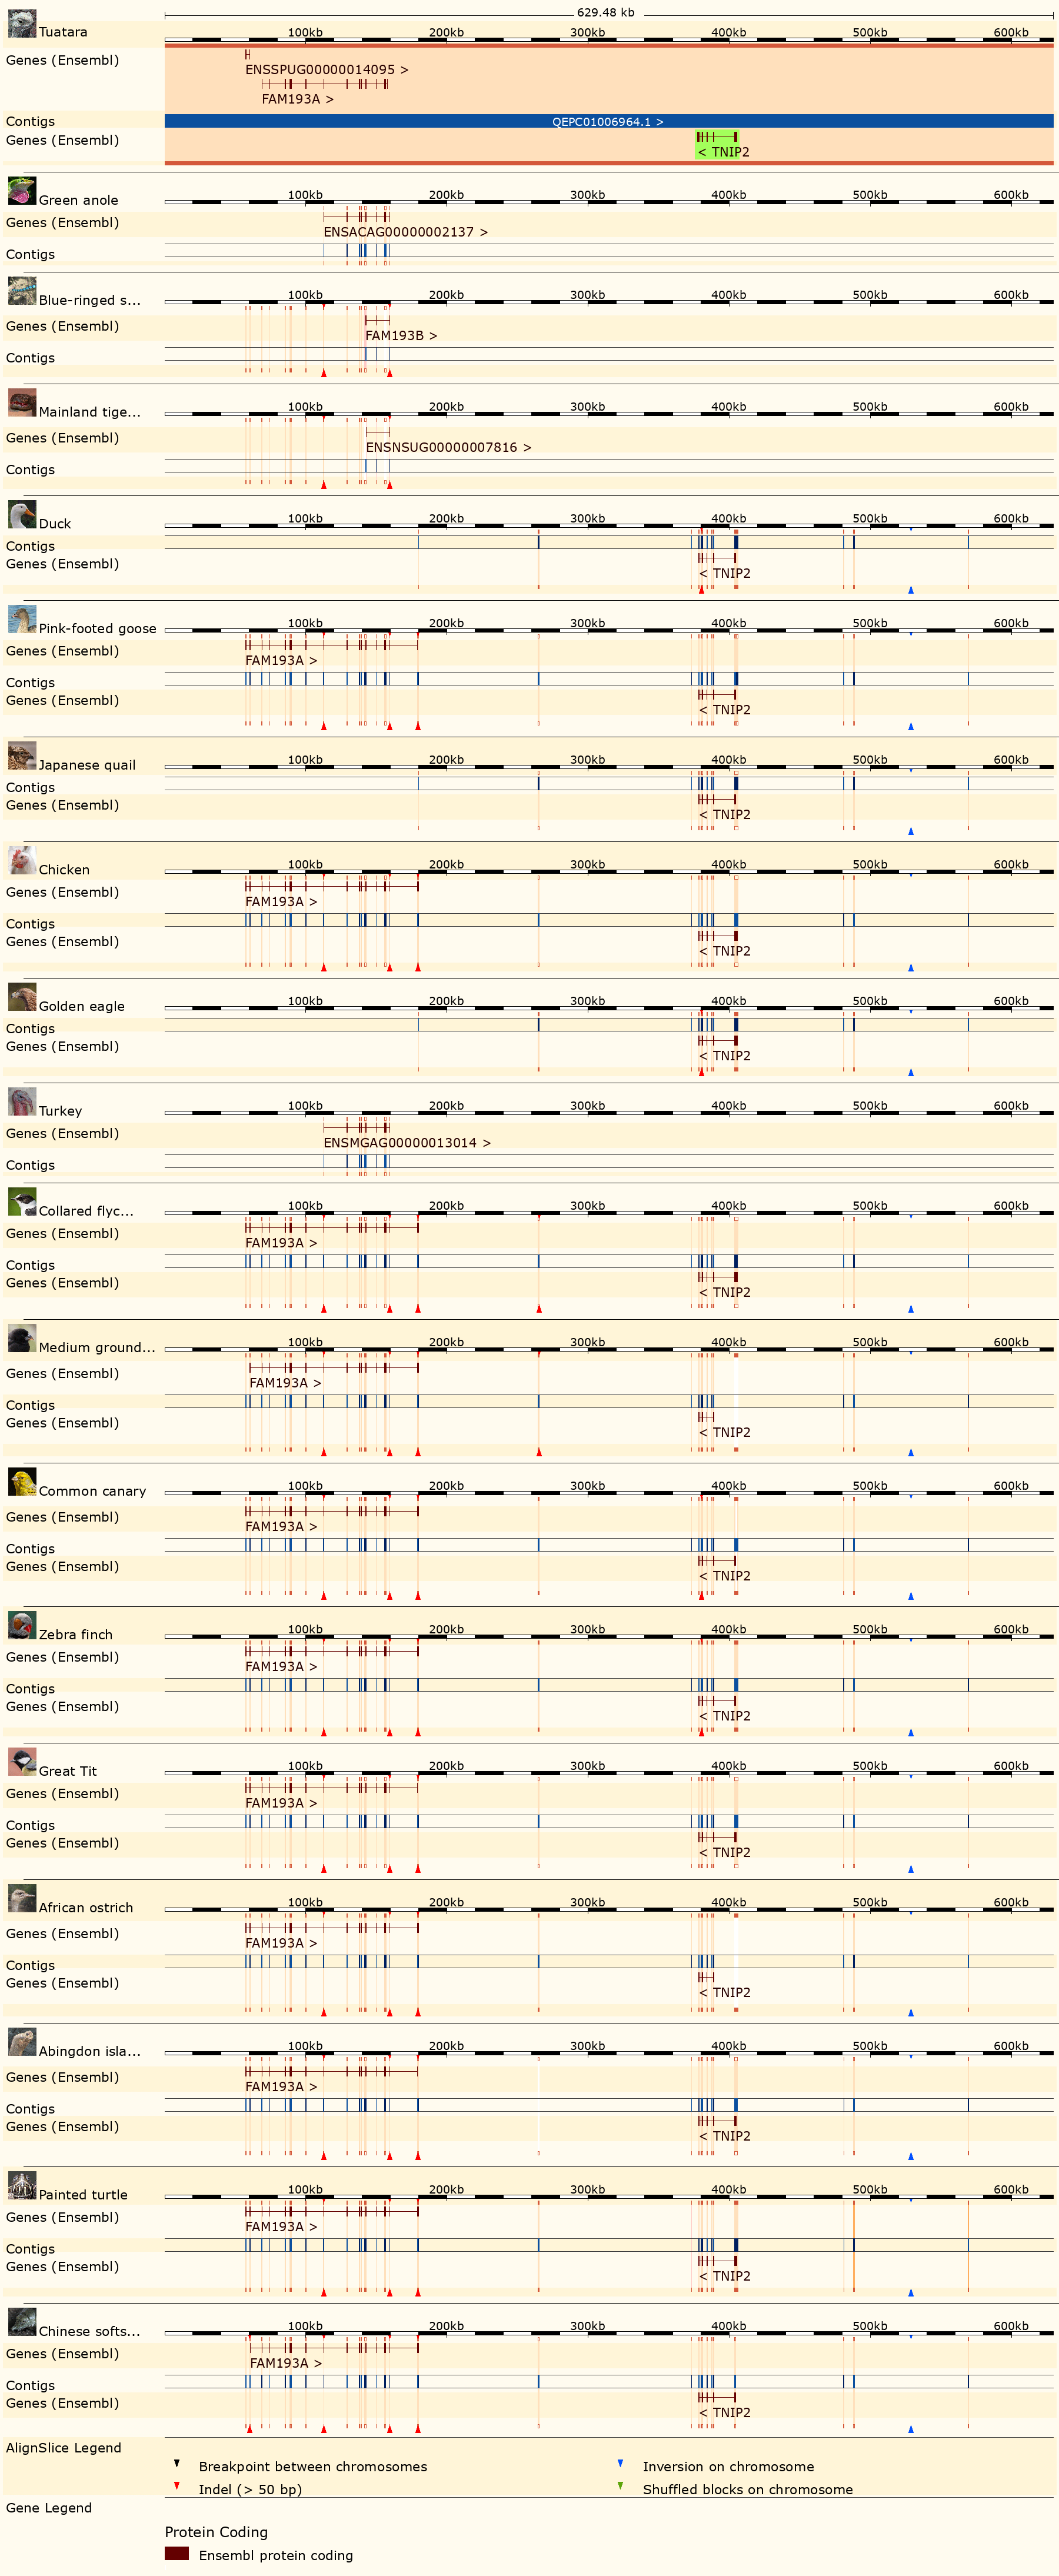 629.48 kb
Tuatara
100kb 200kb 300kb 400kb 500kb 600kb
Genes (Ensembl)
ENSSPUG00000014095 >
FAM193A >
Contigs QEPC01006964.1 >
Genes (Ensembl)
< TNIP2
Green anole
100kb 200kb 300kb 400kb 500kb 600kb
Genes (Ensembl)
ENSACAG00000002137 >
Contigs
Blue-ringed s...
100kb 200kb 300kb 400kb 500kb 600kb
Genes (Ensembl)
FAM193B >
Contigs
Mainland tige...
100kb 200kb 300kb 400kb 500kb 600kb
Genes (Ensembl)
ENSNSUG00000007816 >
Contigs
Duck
100kb 200kb 300kb 400kb 500kb 600kb
Contigs
Genes (Ensembl)
< TNIP2
Pink-footed goose
100kb 200kb 300kb 400kb 500kb 600kb
Genes (Ensembl)
FAM193A >
Contigs
Genes (Ensembl)
< TNIP2
Japanese quail
100kb 200kb 300kb 400kb 500kb 600kb
Contigs
Genes (Ensembl)
< TNIP2
Chicken
100kb 200kb 300kb 400kb 500kb 600kb
Genes (Ensembl)
FAM193A >
Contigs
Genes (Ensembl)
< TNIP2
Golden eagle
100kb 200kb 300kb 400kb 500kb 600kb
Contigs
Genes (Ensembl)
< TNIP2
Turkey
100kb 200kb 300kb 400kb 500kb 600kb
Genes (Ensembl)
ENSMGAG00000013014 >
Contigs
Collared flyc...
100kb 200kb 300kb 400kb 500kb 600kb
Genes (Ensembl)
FAM193A >
Contigs
Genes (Ensembl)
< TNIP2
Medium ground...
100kb 200kb 300kb 400kb 500kb 600kb
Genes (Ensembl)
FAM193A >
Contigs
Genes (Ensembl)
< TNIP2
Common canary
100kb 200kb 300kb 400kb 500kb 600kb
Genes (Ensembl)
FAM193A >
Contigs
Genes (Ensembl)
< TNIP2
Zebra finch
100kb 200kb 300kb 400kb 500kb 600kb
Genes (Ensembl)
FAM193A >
Contigs
Genes (Ensembl)
< TNIP2
Great Tit
100kb 200kb 300kb 400kb 500kb 600kb
Genes (Ensembl)
FAM193A >
Contigs
Genes (Ensembl)
< TNIP2
African ostrich
100kb 200kb 300kb 400kb 500kb 600kb
Genes (Ensembl)
FAM193A >
Contigs
Genes (Ensembl)
< TNIP2
Abingdon isla...
100kb 200kb 300kb 400kb 500kb 600kb
Genes (Ensembl)
FAM193A >
Contigs
Genes (Ensembl)
< TNIP2
Painted turtle
100kb 200kb 300kb 400kb 500kb 600kb
Genes (Ensembl)
FAM193A >
Contigs
Genes (Ensembl)
< TNIP2
Chinese softs...
100kb 200kb 300kb 400kb 500kb 600kb
Genes (Ensembl)
FAM193A >
Contigs
Genes (Ensembl)
< TNIP2
AlignSlice Legend
Breakpoint between chromosomes Inversion on chromosome
Indel (> 50 bp) Shuffled blocks on chromosome
Gene Legend
Protein Coding
Ensembl protein coding